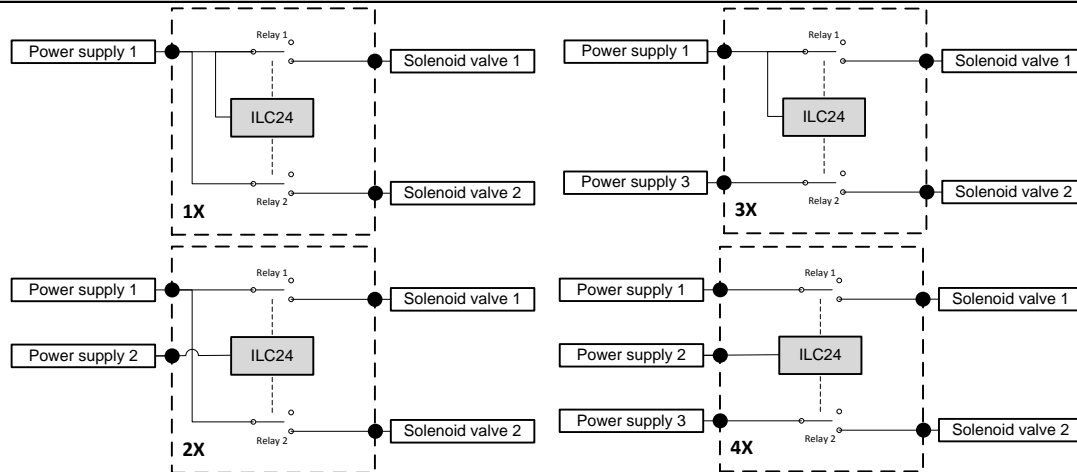 Relay 1
Power supply 1
Solenoid valve 1
ILC24
Solenoid valve 2
Relay 2
1X
Relay 1
Power supply 1
Solenoid valve 1
ILC24
Power supply 3
Solenoid valve 2
Relay 2
3X
Relay 1
Power supply 1
Solenoid valve 1
Power supply 2
ILC24
Solenoid valve 2
Relay 2
2X
Relay 1
Power supply 1
Solenoid valve 1
Power supply 2
ILC24
Power supply 3
Solenoid valve 2
Relay 2
4X